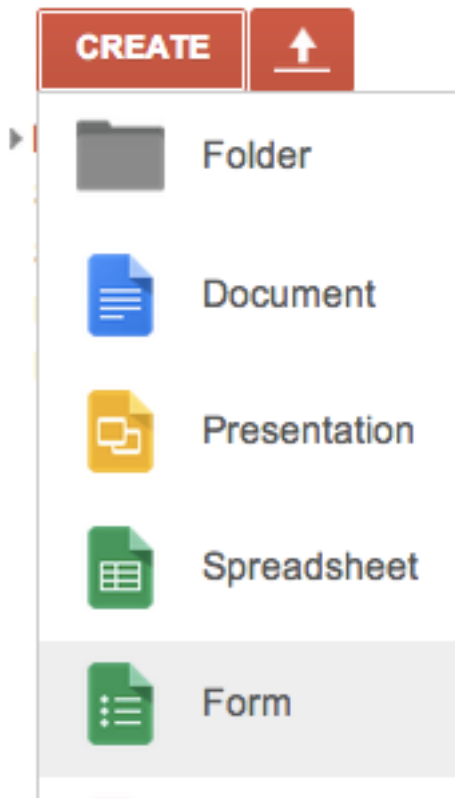 CREATE
Folder
Document
Presentation
Spreadsheet
Form